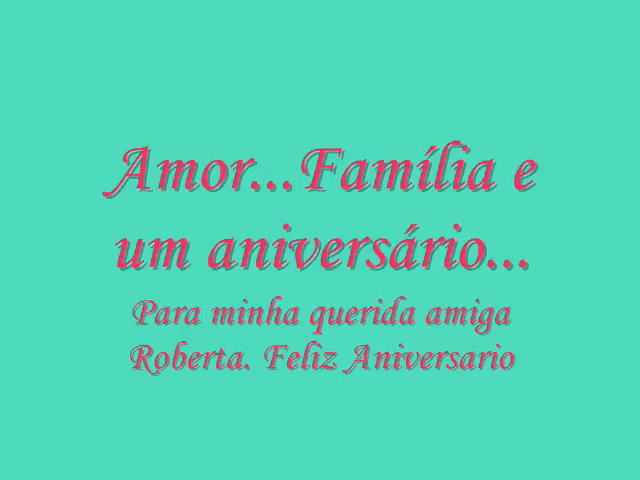 Amor...Família e
um aniversário...
Para minha querida amiga
Roberta. Feliz Aniversario